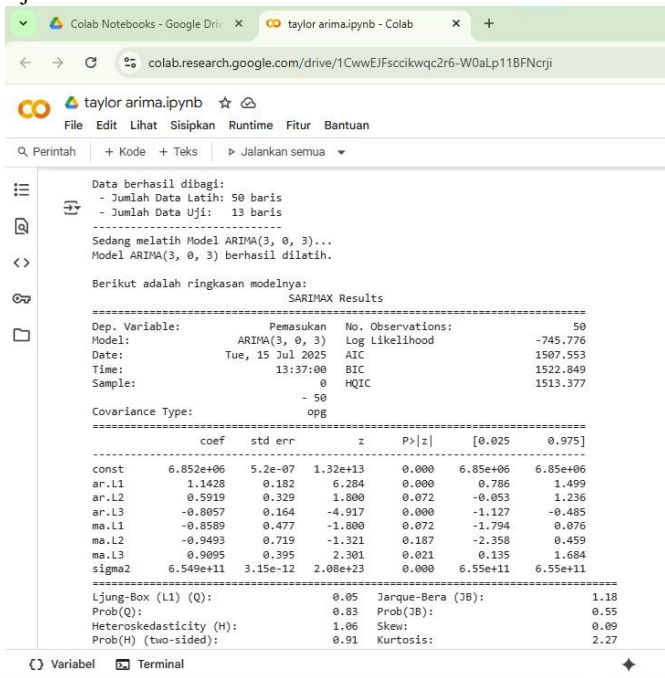 Colab Notebooks - Google Driv × taylor arima.ipynb - Colab × +
colab.research.google.com/drive/1CwwEJFsccikwqc2r6-W0aLp11BFNcrji
CO taylor arima.ipynb
File Edit Lihat Sisipkan Runtime Fitur Bantuan
Perintah + Kode + Teks Jalankan semua
Data berhasil dibagi:
- Jumlah Data Latih: 50 baris
- Jumlah Data Uji: 13 baris
------------------------
Sedang melatih Model ARIMA(3, 0, 3)...
Model ARIMA(3, 0, 3) berhasil dilatih.
Berikut adalah ringkasan modelnya:
SARIMAX Results
==============================================================================
Dep. Variable: Pemasukan No. Observations: 50
Model: ARIMA(3, 0, 3) Log Likelihood -745.776
Date: Tue, 15 Jul 2025 AIC 1507.553
Time: 13:37:00 BIC 1522.849
Sample: 0 HQIC 1513.377
- 50
Covariance Type: opg
==============================================================================
coef std err z P>|z| [0.025 0.975]
------------------------------------------------------------------------------
const 6.852e+06 5.2e-07 1.32e+13 0.000 6.85e+06 6.85e+06
ar.L1 1.1428 0.182 6.284 0.000 0.786 1.499
ar.L2 0.5919 0.329 1.800 0.072 -0.053 1.236
ar.L3 -0.8057 0.164 -4.917 0.000 -1.127 -0.485
ma.L1 -0.8589 0.477 -1.800 0.072 -1.794 0.076
ma.L2 -0.9493 0.719 -1.321 0.187 -2.358 0.459
ma.L3 0.9095 0.395 2.301 0.021 0.135 1.684
sigma2 6.549e+11 3.15e-12 2.08e+23 0.000 6.55e+11 6.55e+11
===================================================================================
Ljung-Box (L1) (Q): 0.05 Jarque-Bera (JB): 1.18
Prob(Q): 0.83 Prob(JB): 0.55
Heteroskedasticity (H): 1.06 Skew: 0.09
Prob(H) (two-sided): 0.91 Kurtosis: 2.27
{} Variabel Terminal